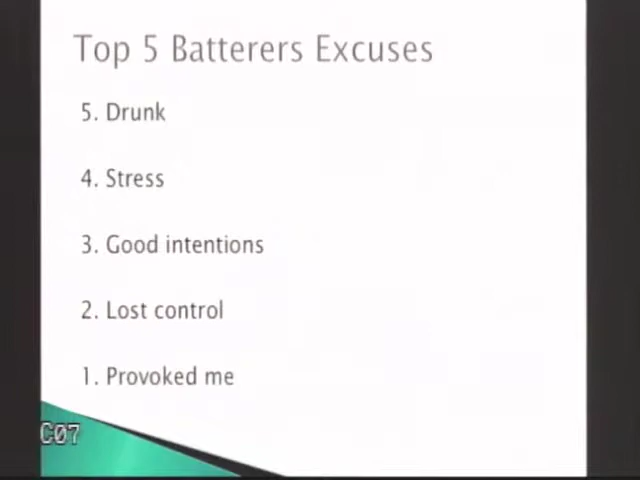 Top 5 Batterers Excuses
5. Drunk
4. Stress
3. Good intentions
2. Lost control
1. Provoked me
C07